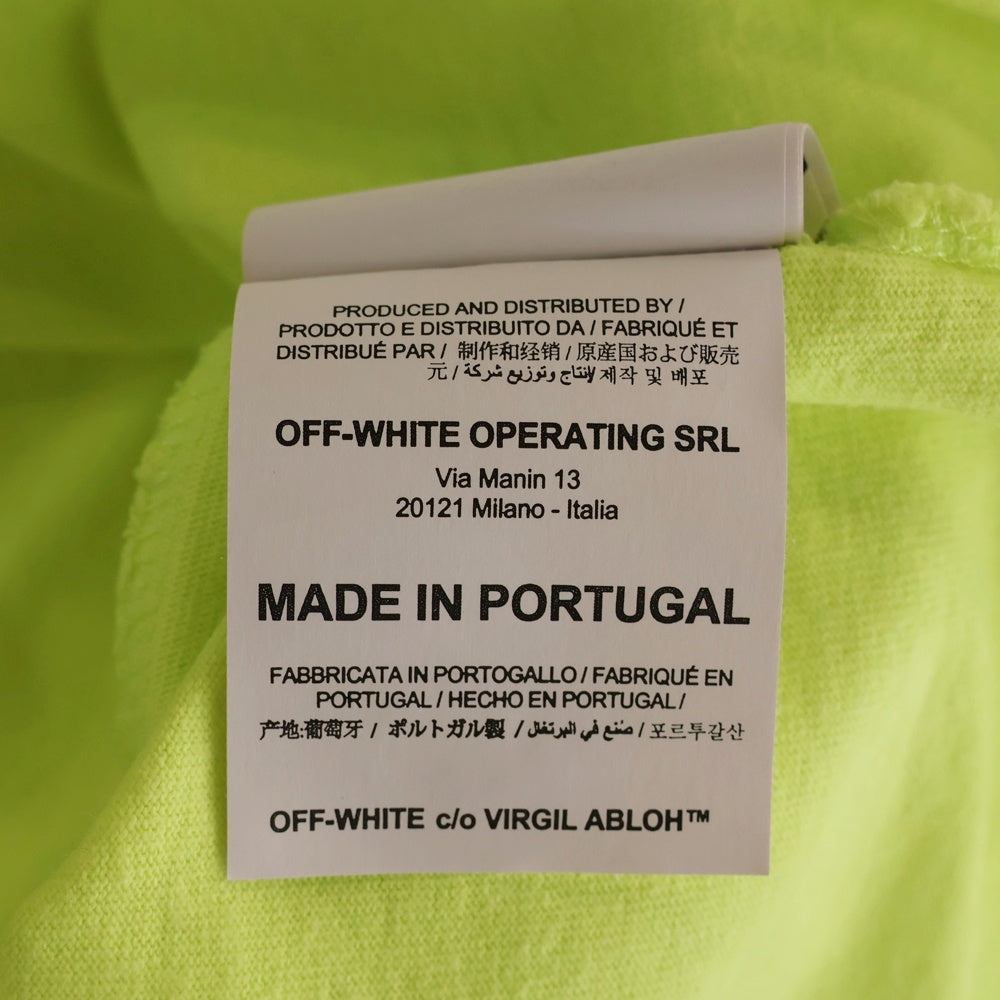 PRODUCED AND DISTRIBUTED BY /
PRODOTTO E DISTRIBUITO DA / FABRIQUÉ ET
DISTRIBUÉ PAR / 制作和经销 / 原産国および販売
元 / إنتاج وتوزيع شركة/ 제작 및 배포
OFF-WHITE OPERATING SRL
Via Manin 13
20121 Milano - Italia
MADE IN PORTUGAL
FABBRICATA IN PORTOGALLO / FABRIQUÉ EN
PORTUGAL / HECHO EN PORTUGAL /
产地:葡萄牙 / ポルトガル製 / صُنع في البرتغال / 포르투갈산
OFF-WHITE c/o VIRGIL ABLOH™